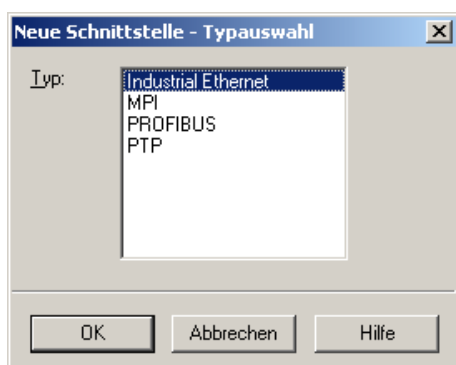 Neue Schnittstelle - Typauswahl
Typ:
Industrial Ethernet
MPI
PROFIBUS
PTP
OK Abbrechen Hilfe